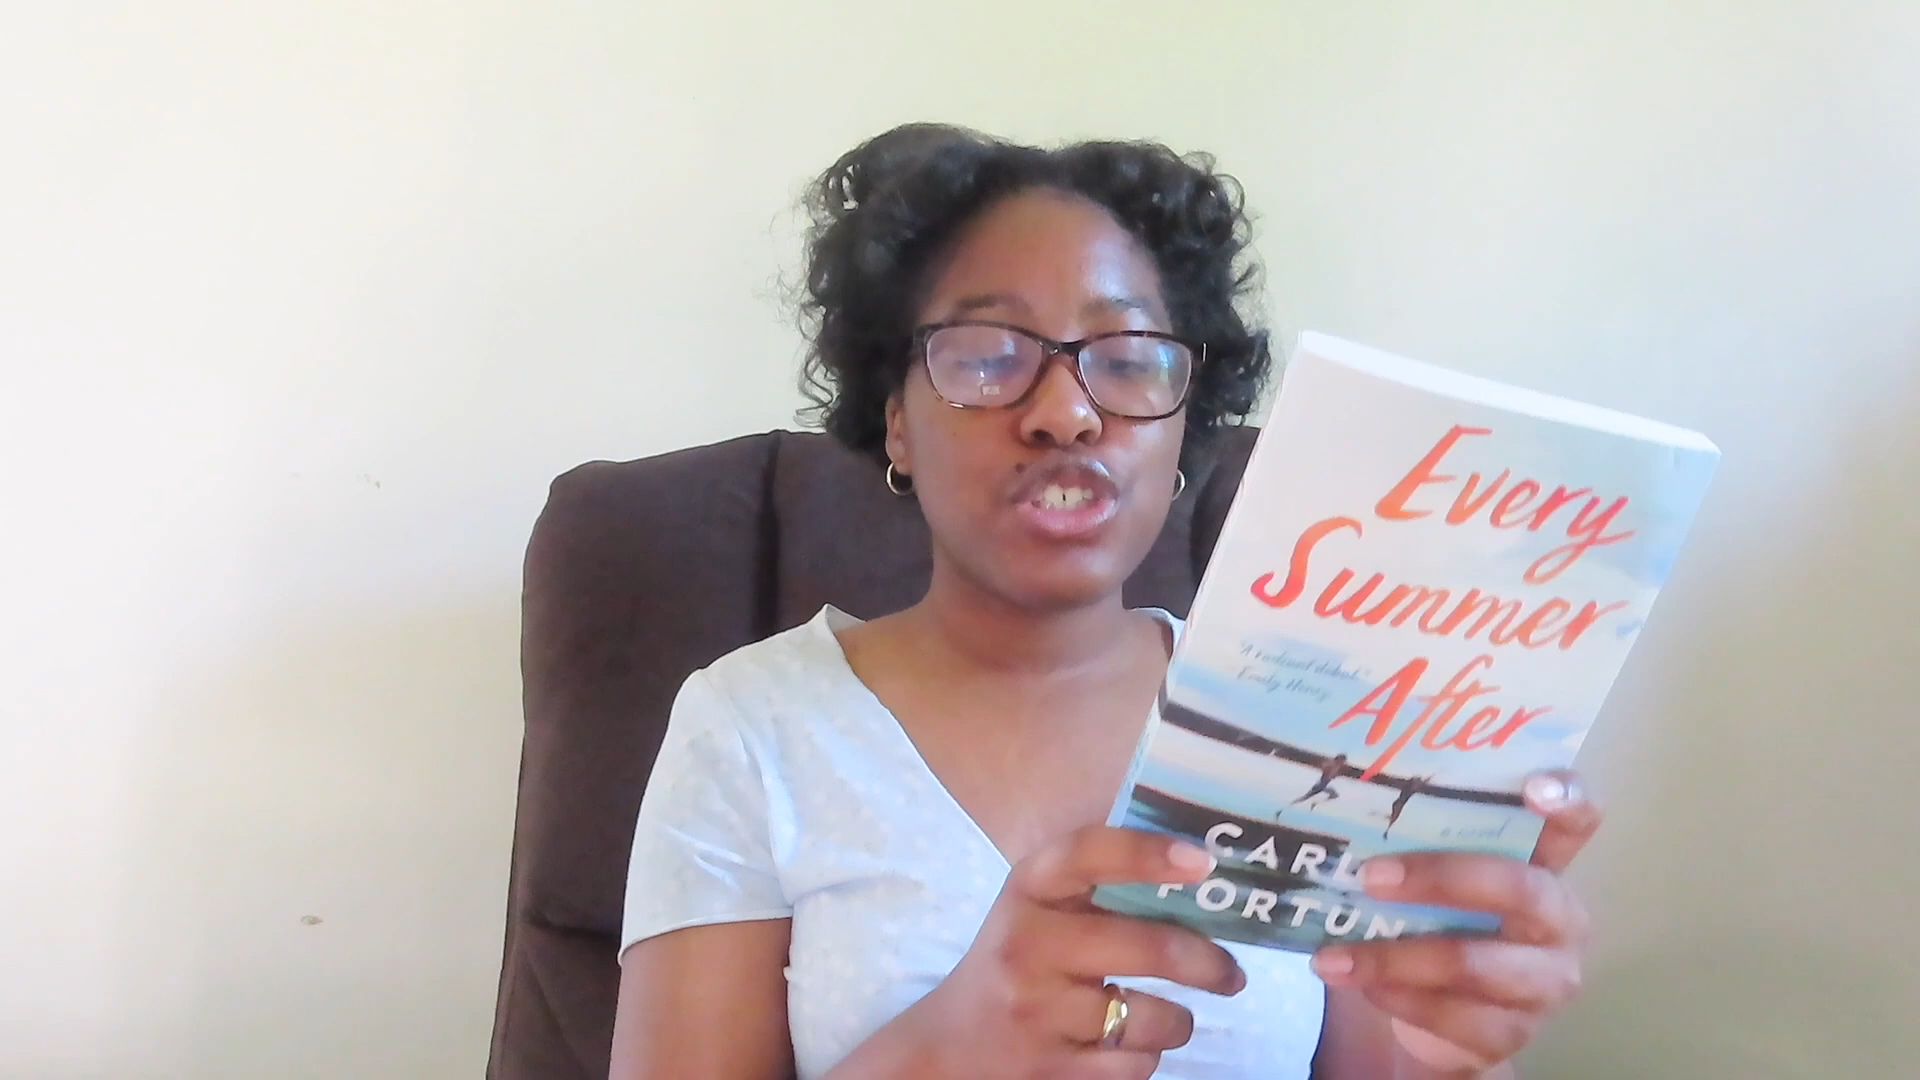 Every
Summer
After
"A radiant debut."
Emily Henry
a novel
CARL
FORTUN